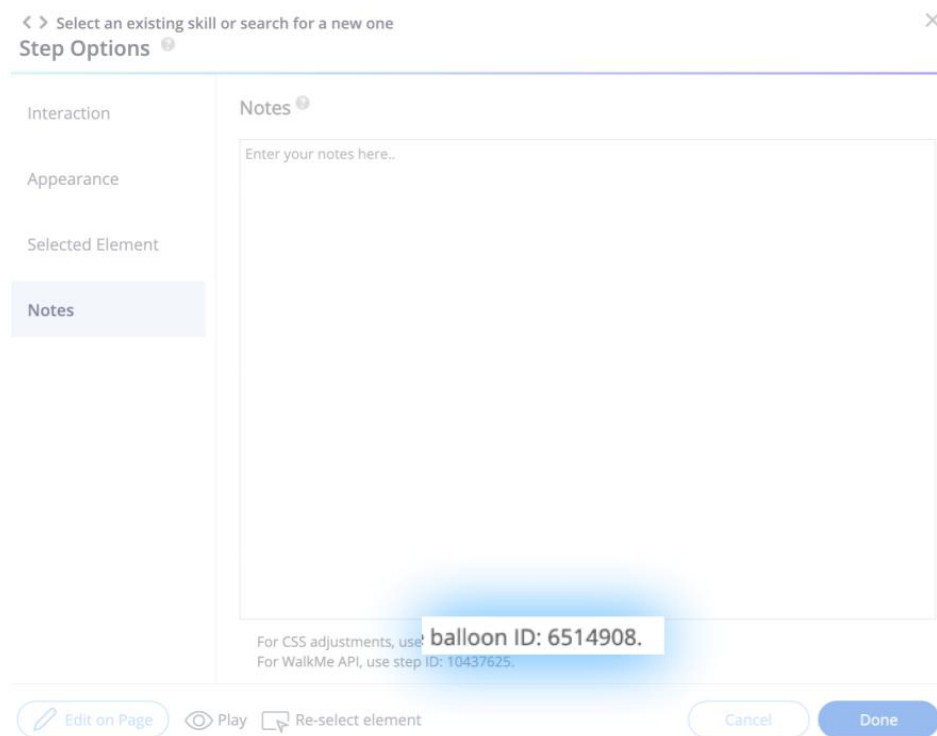 Select an existing skill or search for a new one
Step Options
Interaction
Appearance
Selected Element
Notes
Notes
Enter your notes here..
For CSS adjustments, use balloon ID: 6514908.
For WalkMe API, use step ID: 10437625.
Edit on Page
Play
Re-select element
Cancel
Done